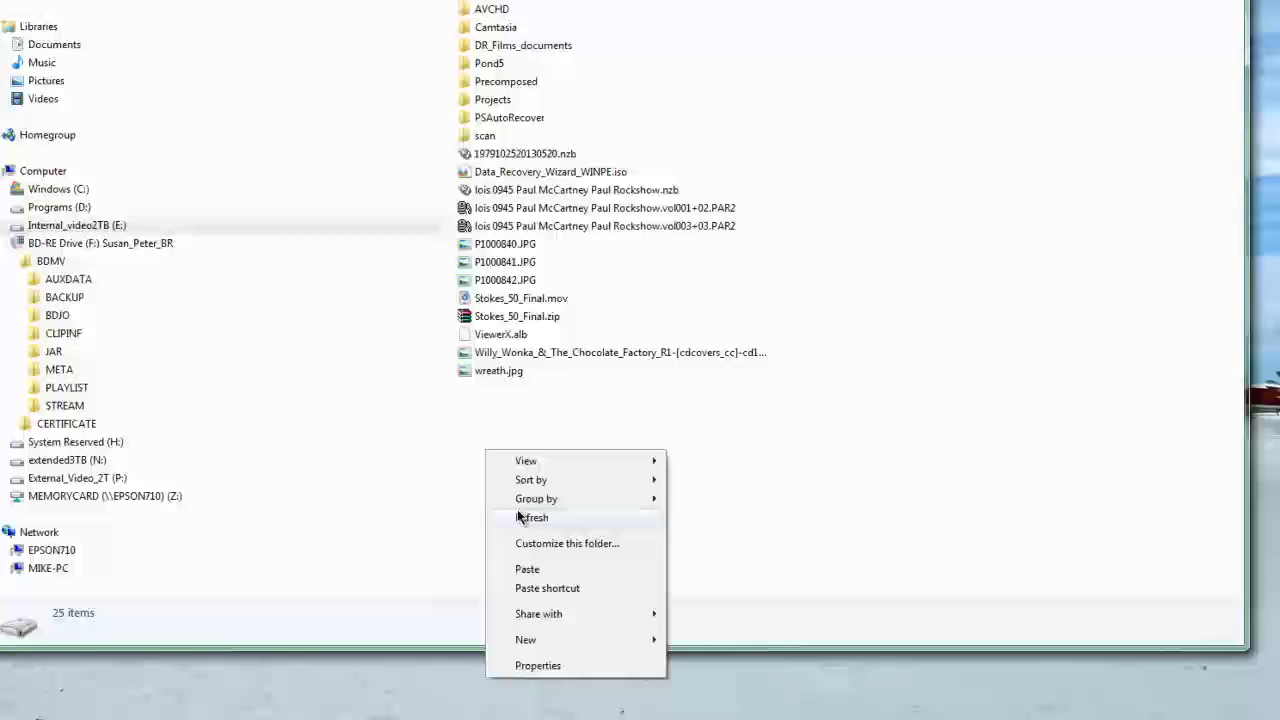 Libraries
Documents
Music
Pictures
Videos
Homegroup
Computer
Windows (C:)
Programs (D:)
Internal_video2TB (E:)
BD-RE Drive (F:) Susan_Peter_BR
BDMV
AUXDATA
BACKUP
BDJO
CLIPINF
JAR
META
PLAYLIST
STREAM
CERTIFICATE
System Reserved (H:)
extended3TB (N:)
External_Video_2T (P:)
MEMORYCARD (\\EPSON710) (Z:)
Network
EPSON710
MIKE-PC
25 items
AVCHD
Camtasia
DR_Films_documents
Pond5
Precomposed
Projects
PSAutoRecover
scan
1979102520130520.nzb
Data_Recovery_Wizard_WINPE.iso
lois 0945 Paul McCartney Paul Rockshow.nzb
lois 0945 Paul McCartney Paul Rockshow.vol001+02.PAR2
lois 0945 Paul McCartney Paul Rockshow.vol003+03.PAR2
P1000840.JPG
P1000841.JPG
P1000842.JPG
Stokes_50_Final.mov
Stokes_50_Final.zip
ViewerX.alb
Willy_Wonka_&_The_Chocolate_Factory_R1-[cdcovers_cc]-cd1...
wreath.jpg
View
Sort by
Group by
Refresh
Customize this folder...
Paste
Paste shortcut
Share with
New
Properties